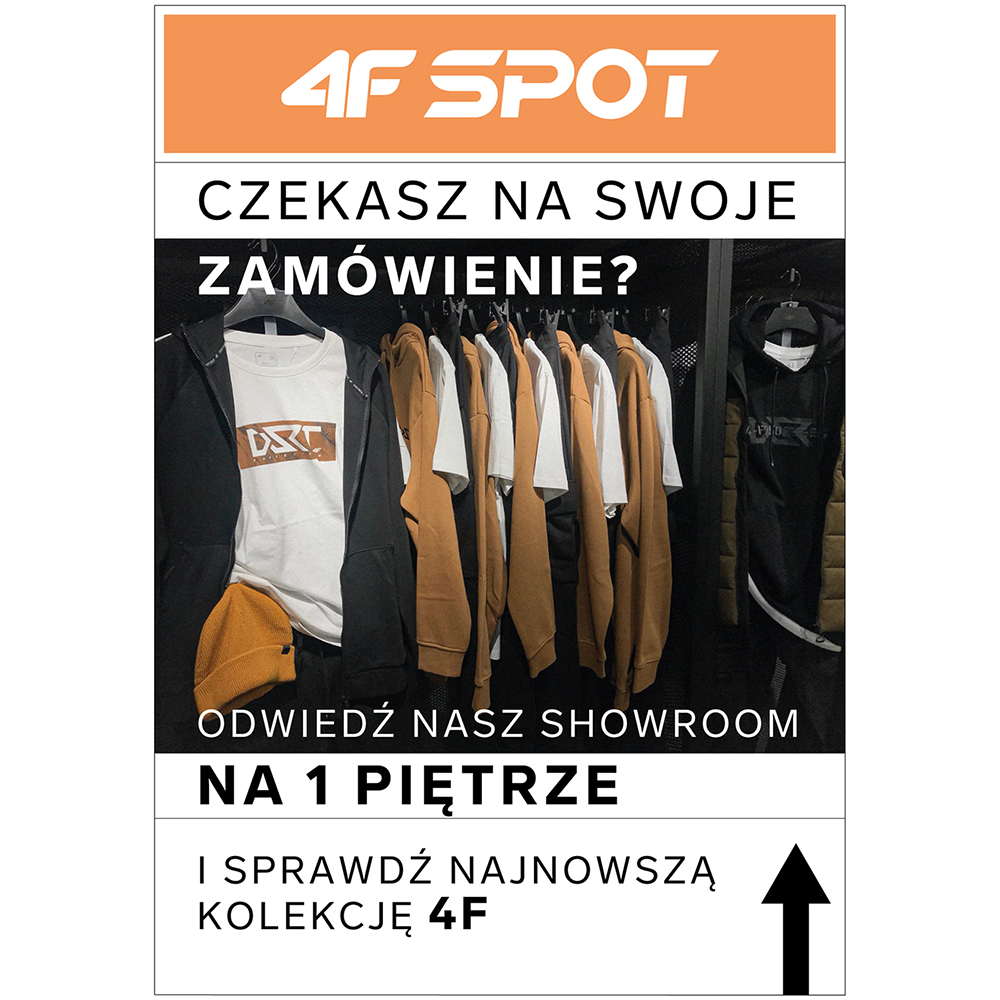 4F SPOT
CZEKASZ NA SWOJE
ZAMÓWIENIE?
ODWIEDŹ NASZ SHOWROOM
NA 1 PIĘTRZE
I SPRAWDŹ NAJNOWSZĄ
KOLEKCJĘ 4F